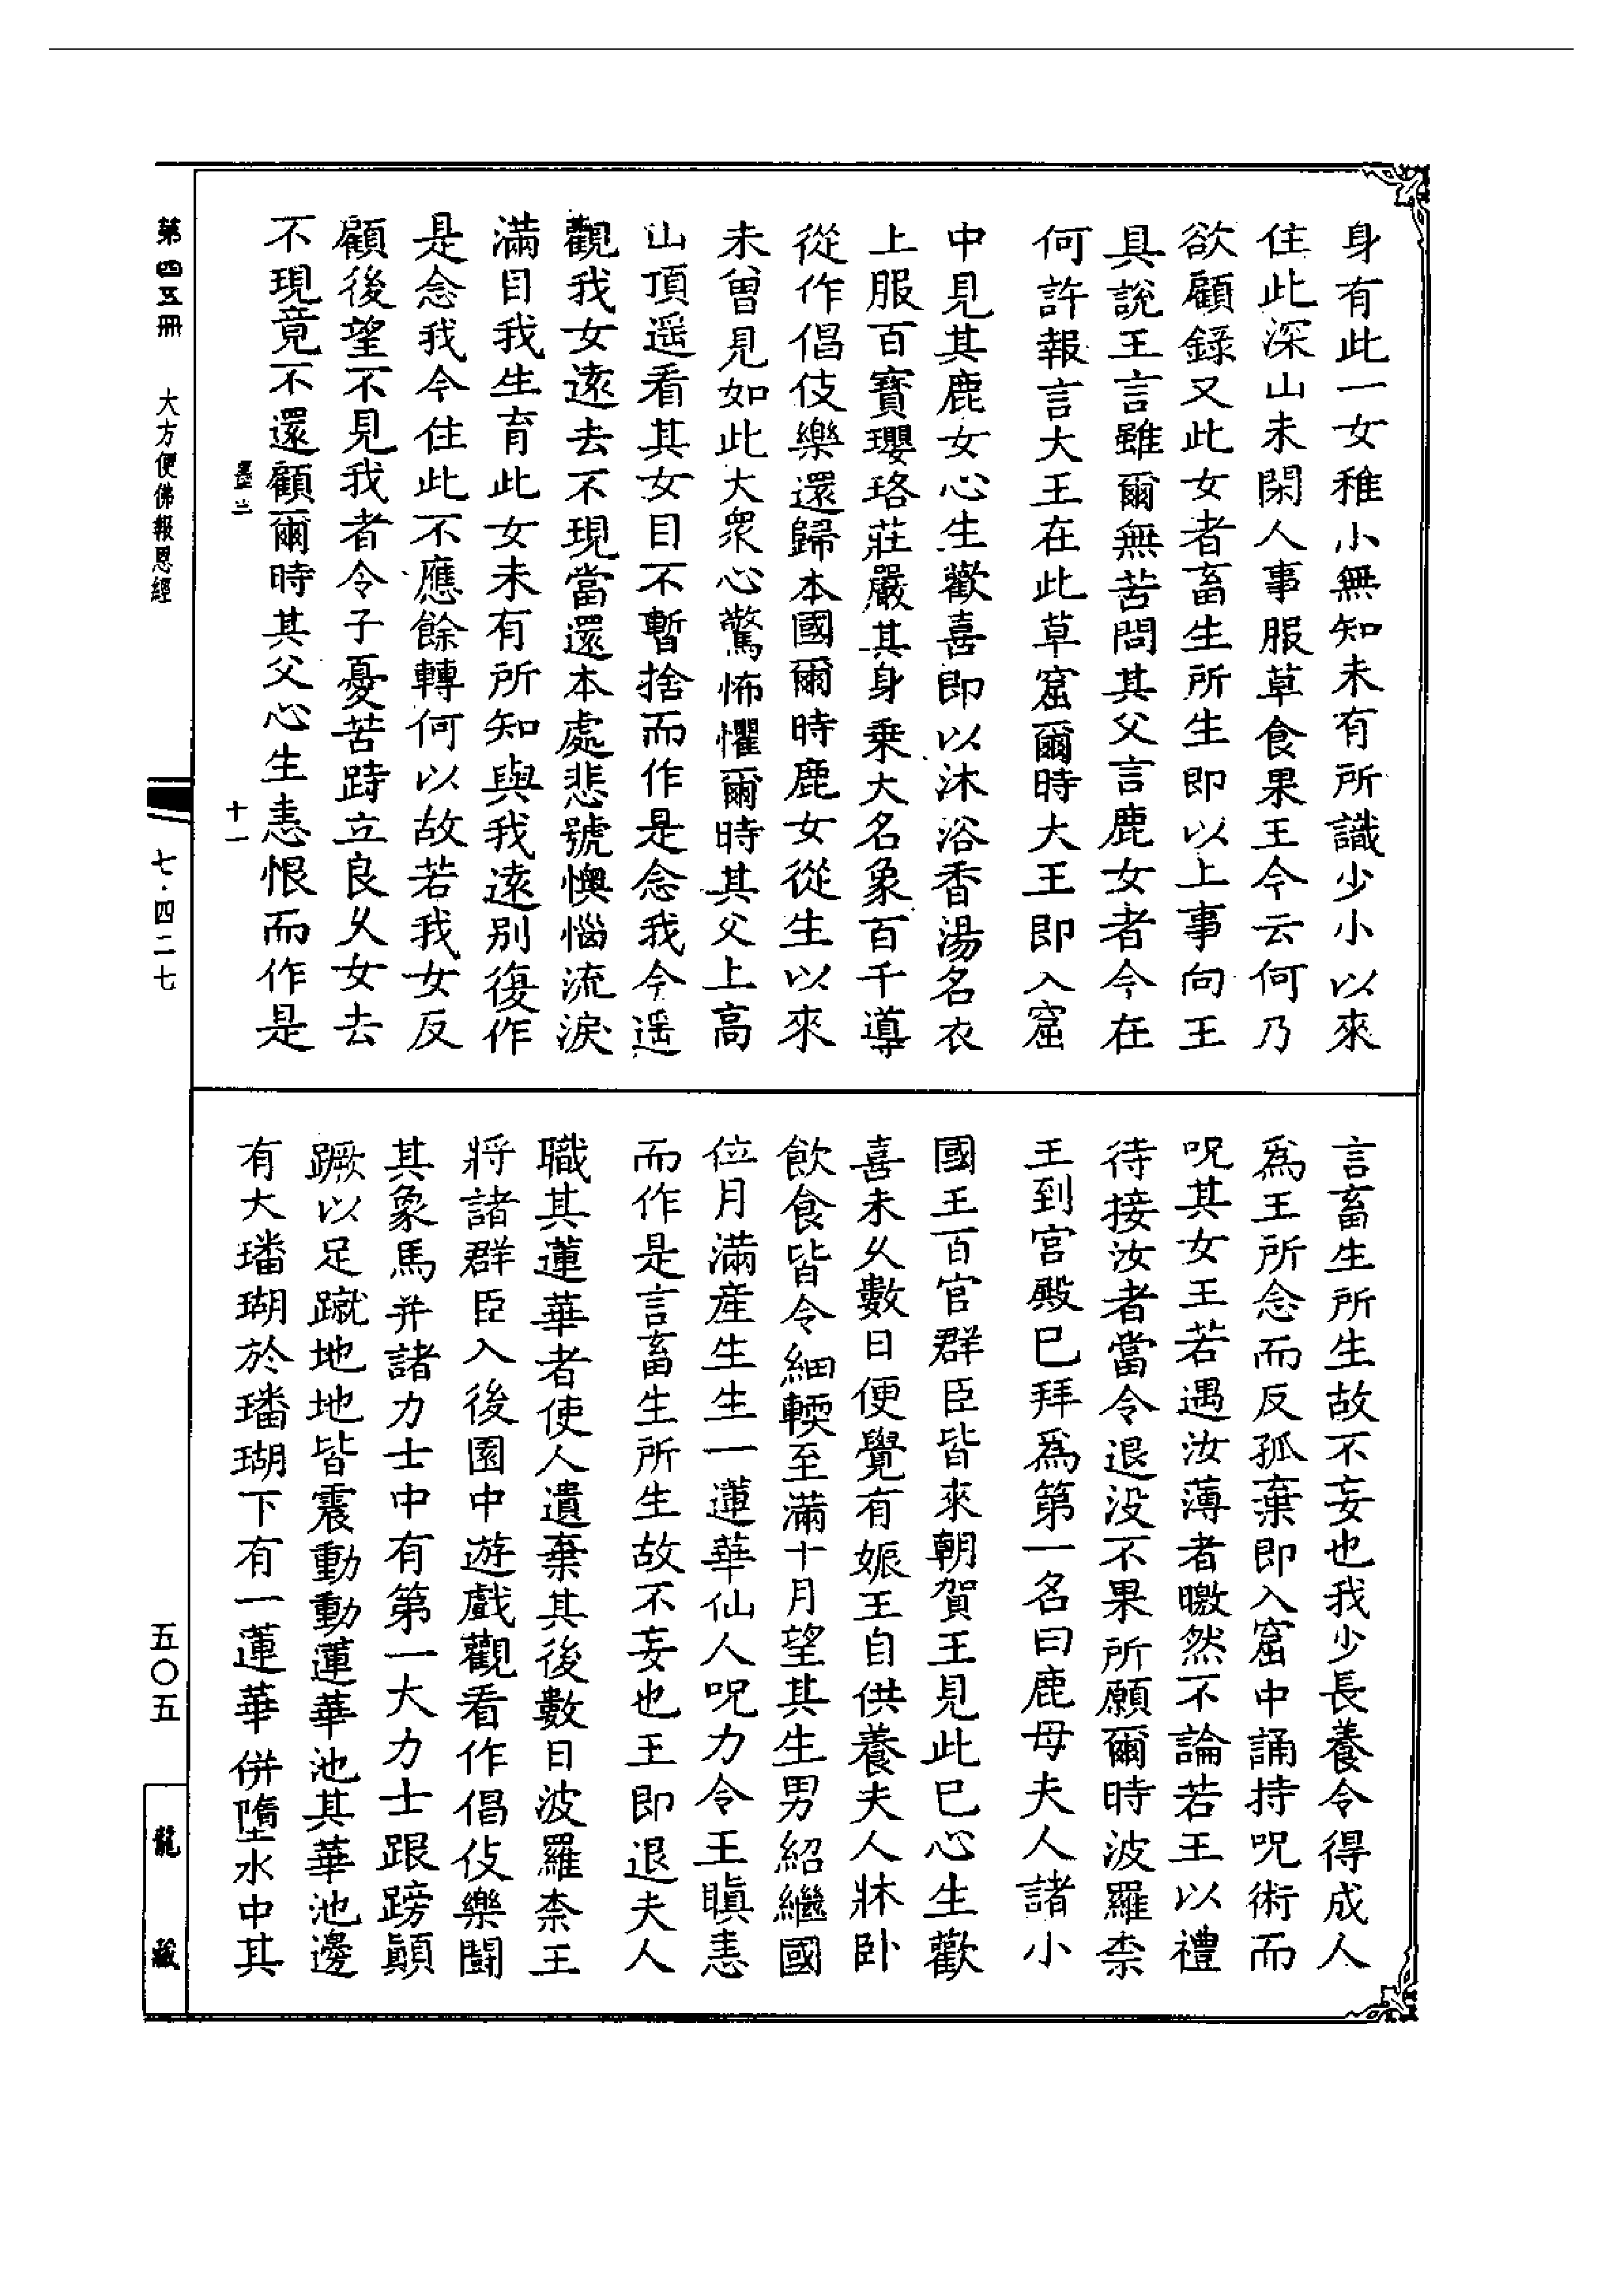 身有此一女稚小無知未有所識少小以來
住此深山未閑人事服草食果王今云何乃
欲顧錄又此女者畜生所生即以上事向王
具說王言雖爾無苦問其父言鹿女者今在
何許報言大王在此草窟爾時大王即入窟
中見其鹿女心生歡喜即以沐浴香湯名衣
上服百寶瓔珞莊嚴其身乘大名象百千導
從作倡伎樂還歸本國爾時鹿女從生以來
未曾見如此大眾心驚怖懼爾時其父上高
山頂遥看其女目不暫捨而作是念我今遥
觀我女遠去不現當還本處悲號懊惱流淚
滿目我生育此女未有所知與我遠別復作
是念我今住此不應餘轉何以故若我女反
顧後望不見我者令子憂苦跱立良久女去
不現竟不還顧爾時其父心生恚恨而作是
言畜生所生故不妄也我少長養令得成人
為王所念而反孤棄即入窟中誦持呪術而
呪其女王若遇汝薄者曒然不論若王以禮
待接汝者當令退没不果所願爾時波羅柰
王到宮殿巳拜爲第一名曰鹿母夫人諸小
國王百官群臣皆來朝賀王見此巳心生歡
喜未久數日便覺有娠王自供養夫人牀卧
飲食皆令細輭至滿十月望其生男紹繼國
位月滿産生生一蓮華仙人呪力令王瞋恚
而作是言畜生所生故不妄也王即退夫人
職其蓮華者使人遺棄其後數日波羅柰王
將諸群臣入後園中遊戲觀看作倡伎樂鬪
其象馬并諸力士中有第一大力士跟跨顚
蹶以足蹴地地皆震動動蓮華池其華池邊
有大璠瑚於璠瑚下有一蓮華併墮水中其
第四五冊
大方便佛報恩經
十一
七·四二七
五〇五
龍藏